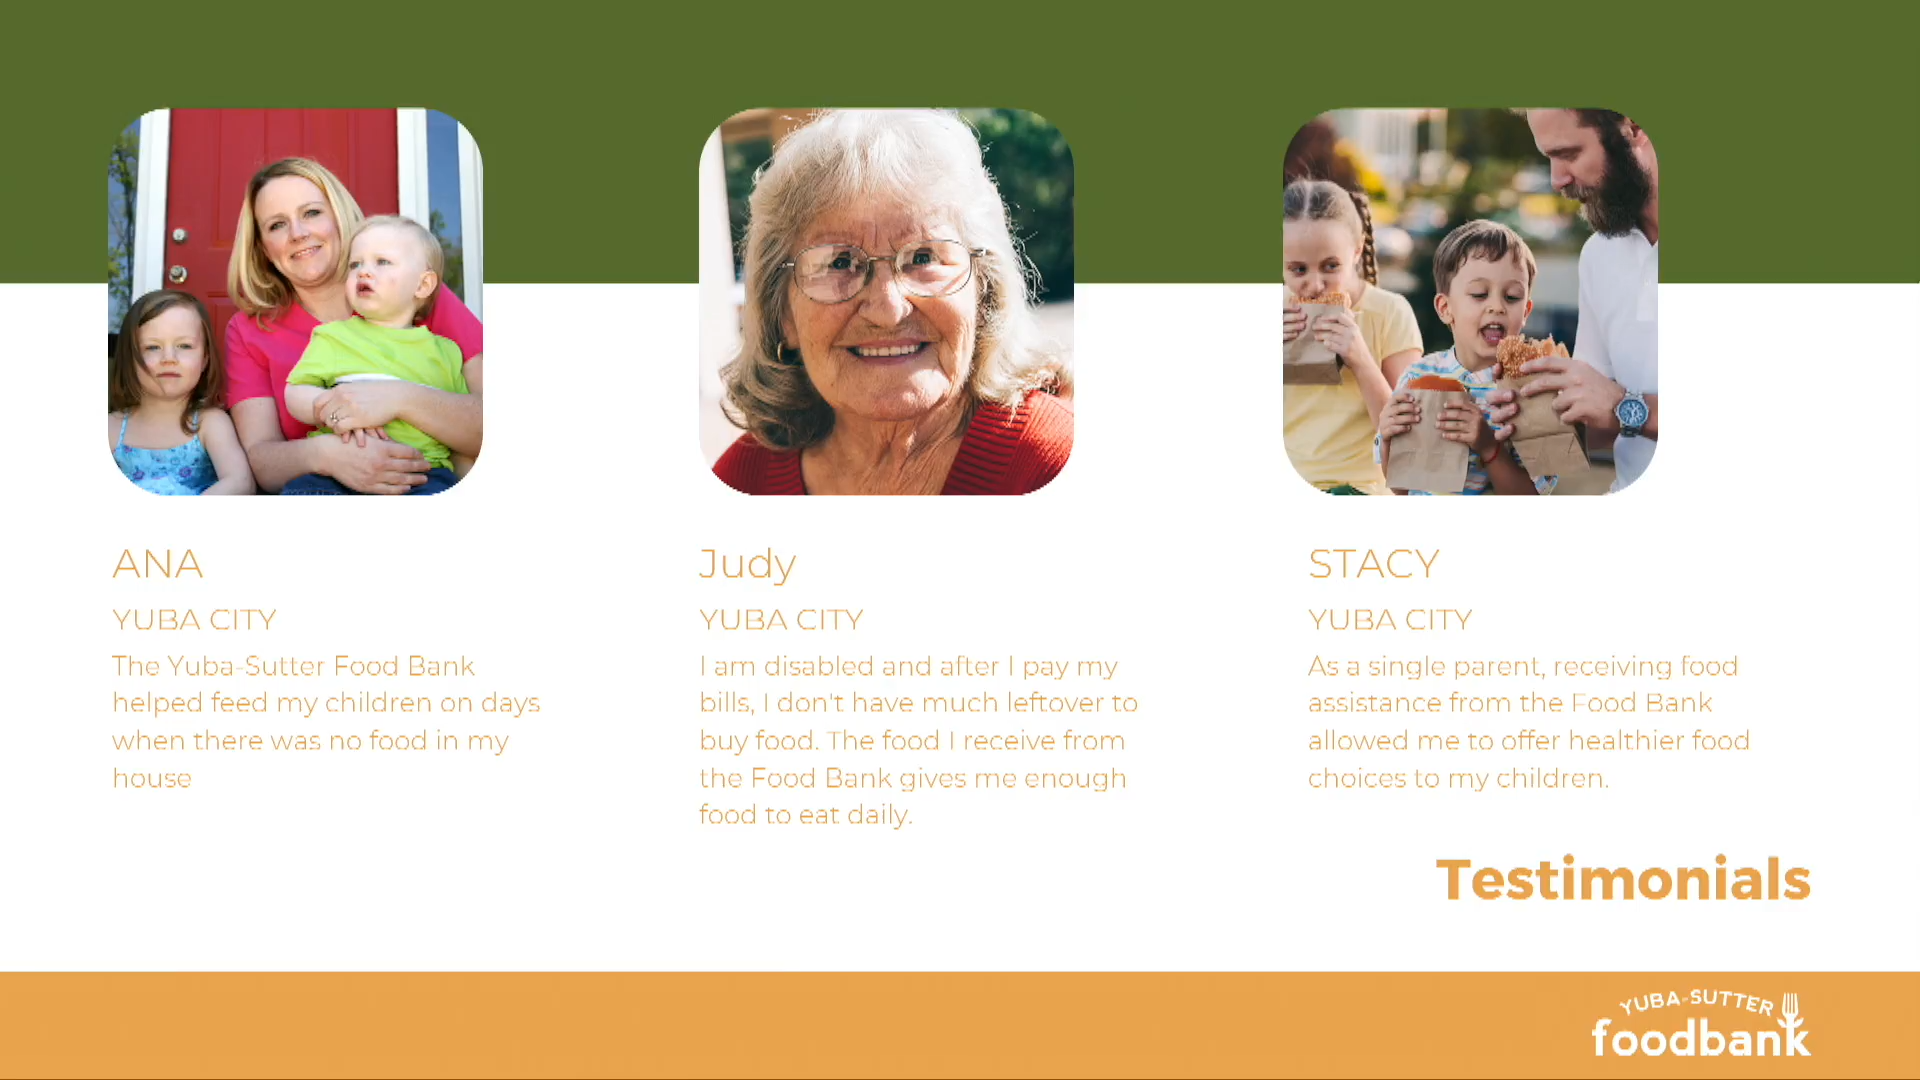 ANA
YUBA CITY
The Yuba-Sutter Food Bank
helped feed my children on days
when there was no food in my
house
Judy
YUBA CITY
I am disabled and after I pay my
bills, I don't have much leftover to
buy food. The food I receive from
the Food Bank gives me enough
food to eat daily.
STACY
YUBA CITY
As a single parent, receiving food
assistance from the Food Bank
allowed me to offer healthier food
choices to my children.
Testimonials
YUBA-SUTTER
foodbank